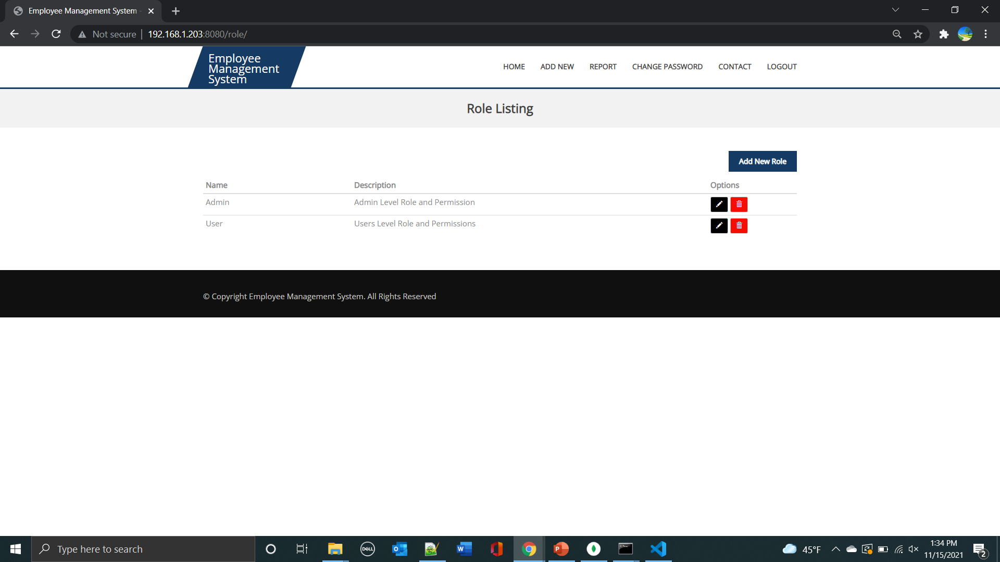 Employee Management System -
Not secure | 192.168.1.203:8080/role/
Employee
Management
System
HOME ADD NEW REPORT CHANGE PASSWORD CONTACT LOGOUT
Role Listing
Add New Role
Name Description Options
Admin Admin Level Role and Permission
User Users Level Role and Permissions
© Copyright Employee Management System. All Rights Reserved
Type here to search
DELL
45°F
1:34 PM
11/15/2021
2